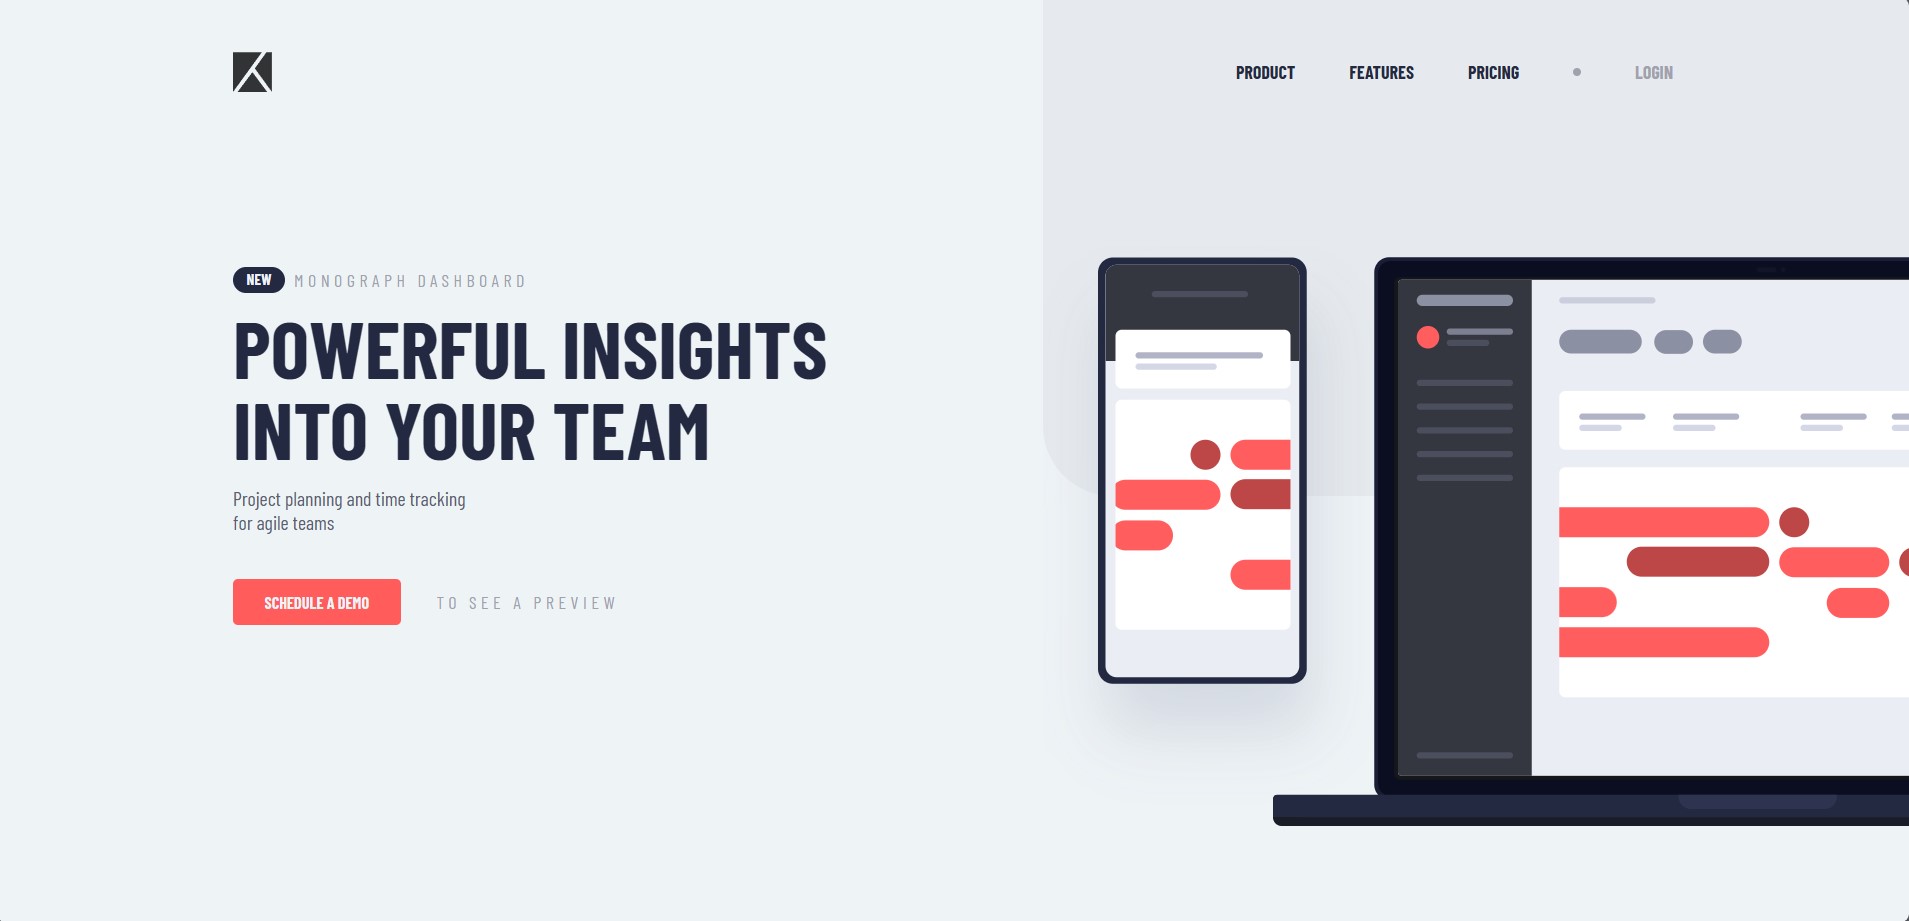 PRODUCT FEATURES PRICING LOGIN
NEW MONOGRAPH DASHBOARD
POWERFUL INSIGHTS
INTO YOUR TEAM
Project planning and time tracking
for agile teams
SCHEDULE A DEMO TO SEE A PREVIEW